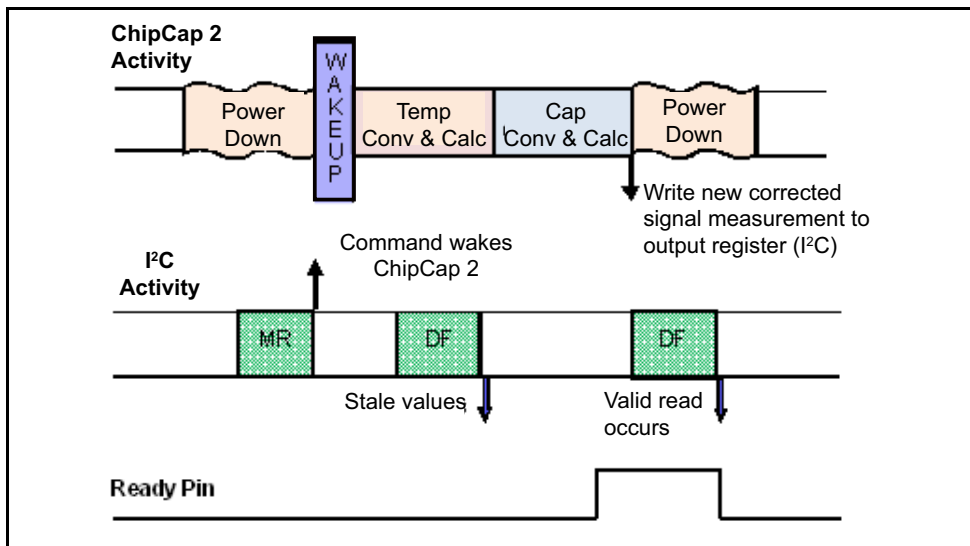 ChipCap 2
Activity
Power
Down
WAKEUP
Temp
Conv & Calc
Cap
Conv & Calc
Power
Down
Write new corrected
signal measurement to
output register (I²C)
Command wakes
ChipCap 2
I²C
Activity
MR
DF
DF
Stale values
Valid read
occurs
Ready Pin